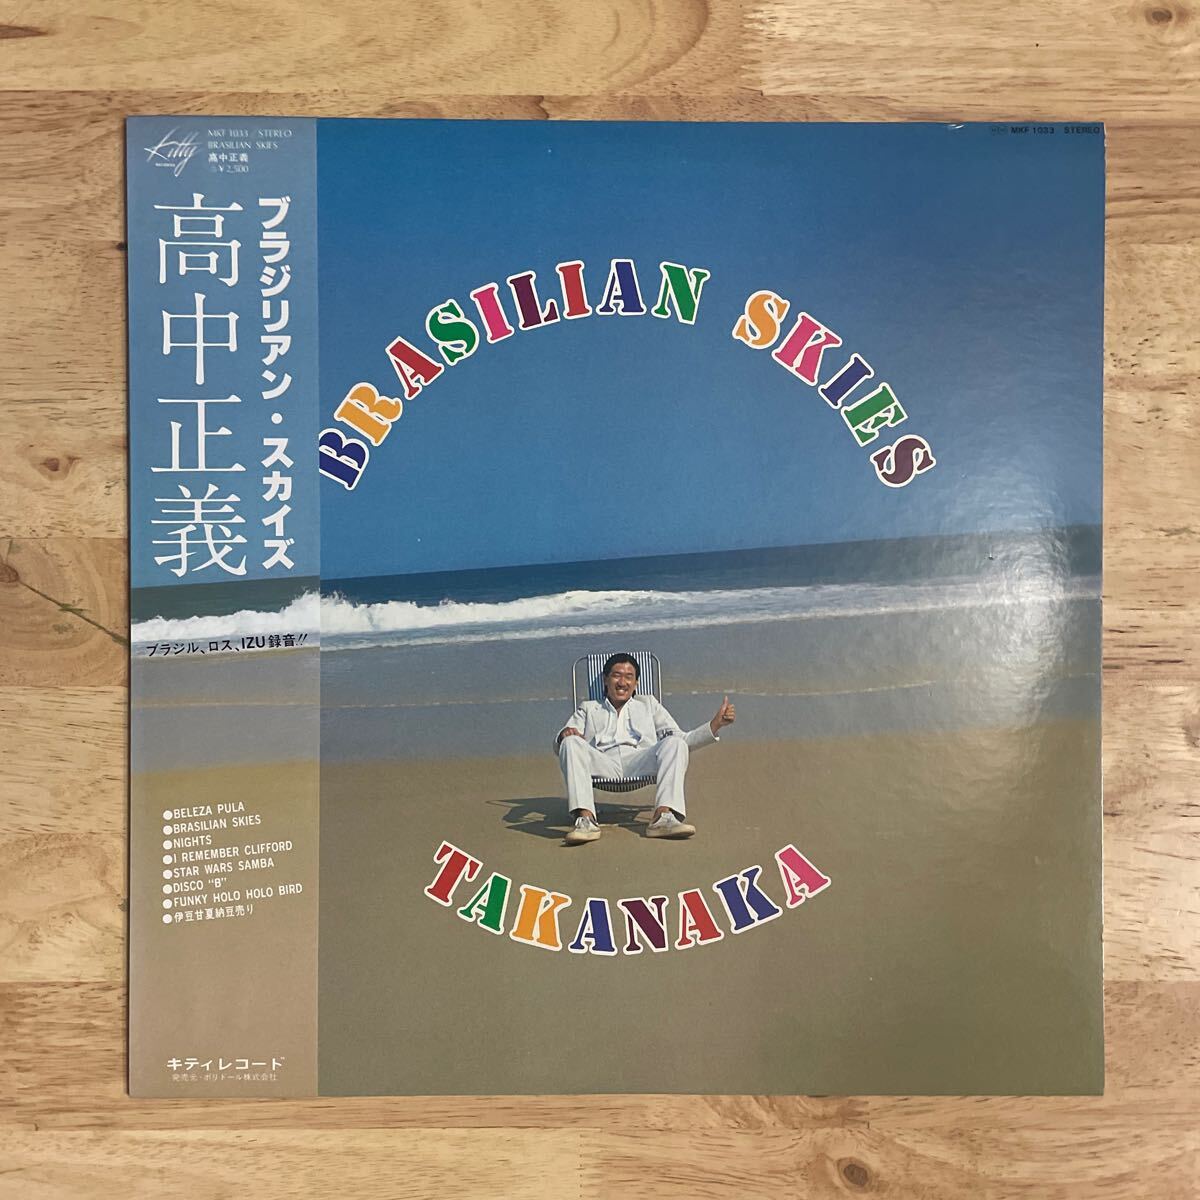 Kitty
RECORDS
MKF 1033/STEREO
BRASILIAN SKIES
高中正義
¥2,500
高中正義
ブラジリアン・スカイズ
ブラジル、ロス、IZU録音!!
●BELEZA PULA
●BRASILIAN SKIES
●NIGHTS
●I REMEMBER CLIFFORD
●STAR WARS SAMBA
●DISCO "B"
●FUNKY HOLO HOLO BIRD
●伊豆甘夏納豆売り
キティレコード
発売元・ポリドール株式会社
MKF 1033 STEREO
BRASILIAN SKIES
TAKANAKA